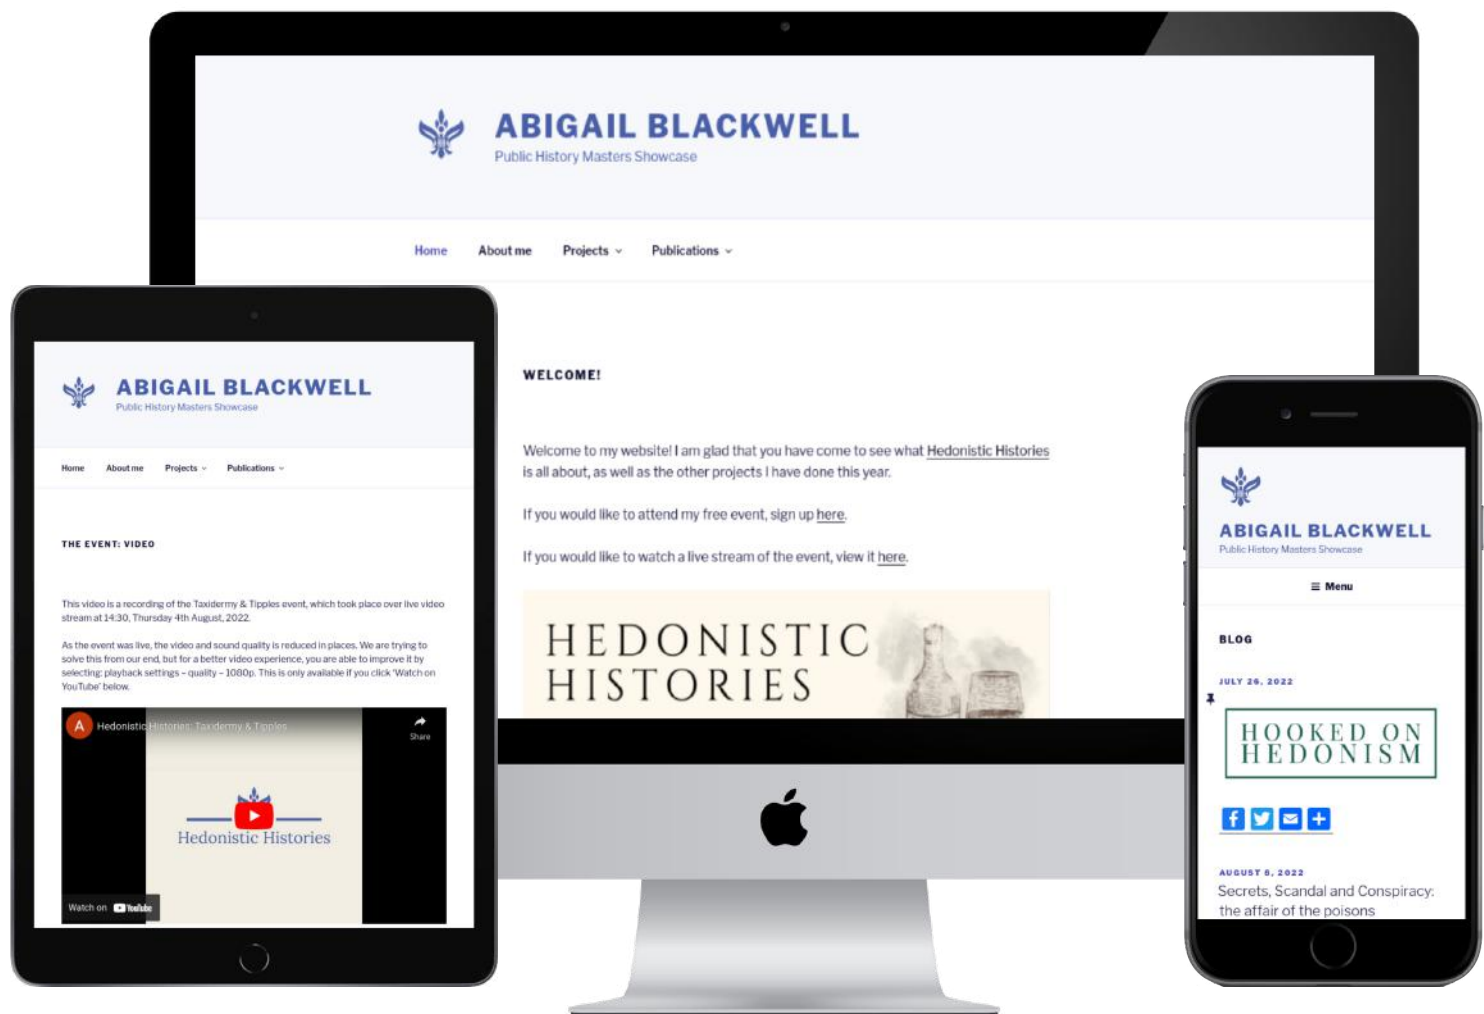 ABIGAIL BLACKWELL
Public History Masters Showcase
Home About me Projects Publications
WELCOME!
Welcome to my website! I am glad that you have come to see what Hedonistic Histories
is all about, as well as the other projects I have done this year.
If you would like to attend my free event, sign up here.
If you would like to watch a live stream of the event, view it here.
HEDONISTIC
HISTORIES
ABIGAIL BLACKWELL
Public History Masters Showcase
Home About me Projects Publications
THE EVENT: VIDEO
This video is a recording of the Taxidermy & Tipples event, which took place over live video
stream at 14:30, Thursday 4th August, 2022.
As the event was live, the video and sound quality is reduced in places. We are trying to
solve this from our end, but for a better video experience, you are able to improve it by
selecting: playback settings – quality – 1080p. This is only available if you click 'Watch on
YouTube' below.
A Hedonistic Histories: Taxidermy & Tipples
Share
Hedonistic Histories
Watch on YouTube
ABIGAIL BLACKWELL
Public History Masters Showcase
Menu
BLOG
JULY 26, 2022
HOOKED ON
HEDONISM
AUGUST 8, 2022
Secrets, Scandal and Conspiracy:
the affair of the poisons